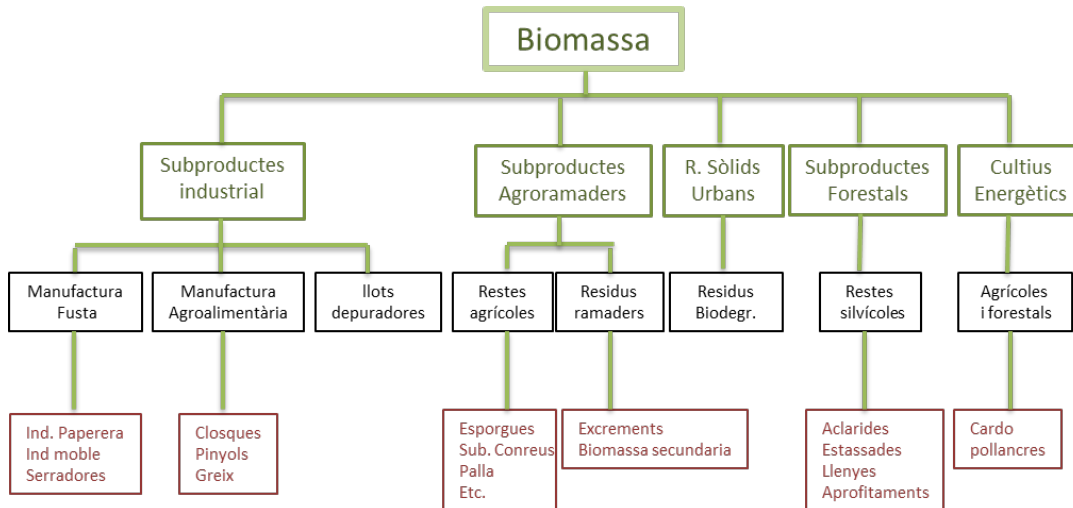 Biomassa
Subproductes
industrial
Subproductes
Agroramaders
R. Sòlids
Urbans
Subproductes
Forestals
Cultius
Energètics
Manufactura
Fusta
Manufactura
Agroalimentària
llots
depuradores
Restes
agrícoles
Residus
ramaders
Residus
Biodegr.
Restes
silvícoles
Agrícoles
i forestals
Ind. Paperera
Ind moble
Serradores
Closques
Pinyols
Greix
Esporgues
Sub. Conreus
Palla
Etc.
Excrements
Biomassa secundaria
Aclarides
Estassades
Llenyes
Aprofitaments
Cardo
pollancres